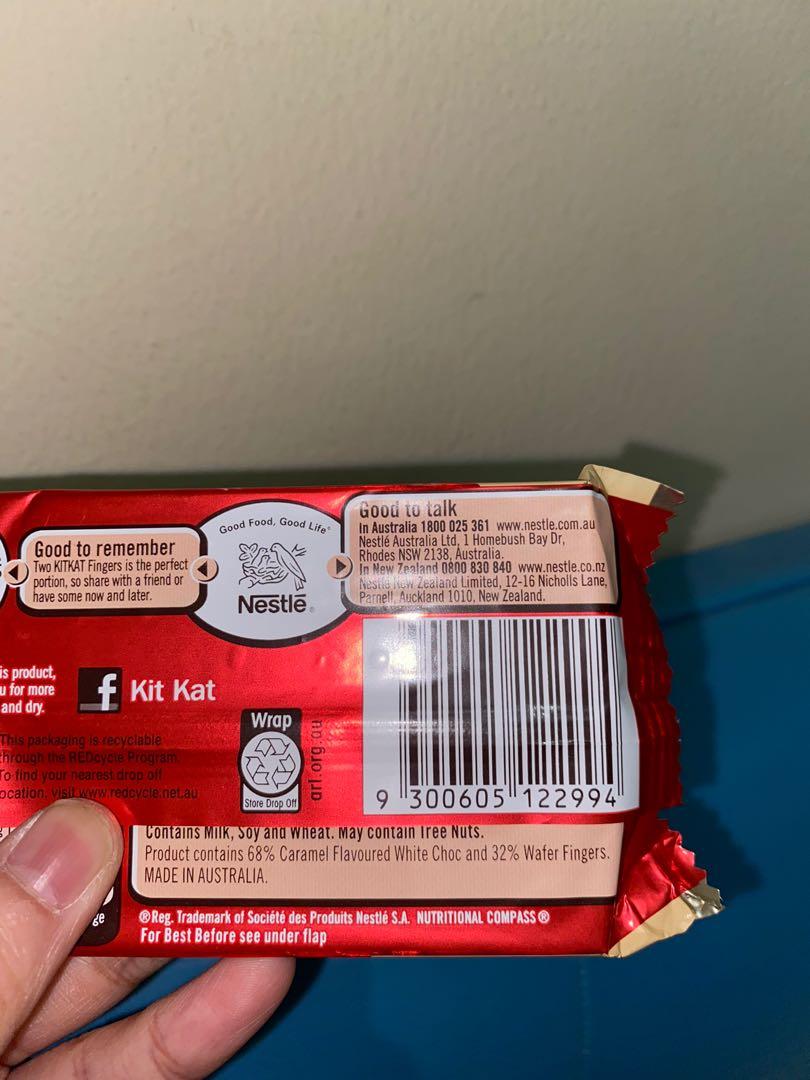 Good to remember
Two KITKAT Fingers is the perfect
portion, so share with a friend or
have some now and later.
Good Food, Good Life
Nestlé®
Good to talk
In Australia 1800 025 361 www.nestle.com.au
Nestlé Australia Ltd, 1 Homebush Bay Dr,
Rhodes NSW 2138, Australia.
In New Zealand 0800 830 840 www.nestle.co.nz
Nestlé New Zealand Limited, 12-16 Nicholls Lane,
Parnell, Auckland 1010, New Zealand.
is product,
u for more
and dry.
f Kit Kat
This packaging is recyclable
through the REDcycle Program.
To find your nearest drop off
ocation, visit www.redcycle.net.au
Wrap
Store Drop Off
arl.org.au
9 300605 122994
Contains Milk, Soy and Wheat. May contain Tree Nuts.
Product contains 68% Caramel Flavoured White Choc and 32% Wafer Fingers.
MADE IN AUSTRALIA.
ge
®Reg. Trademark of Société des Produits Nestlé S.A. NUTRITIONAL COMPASS®
For Best Before see under flap